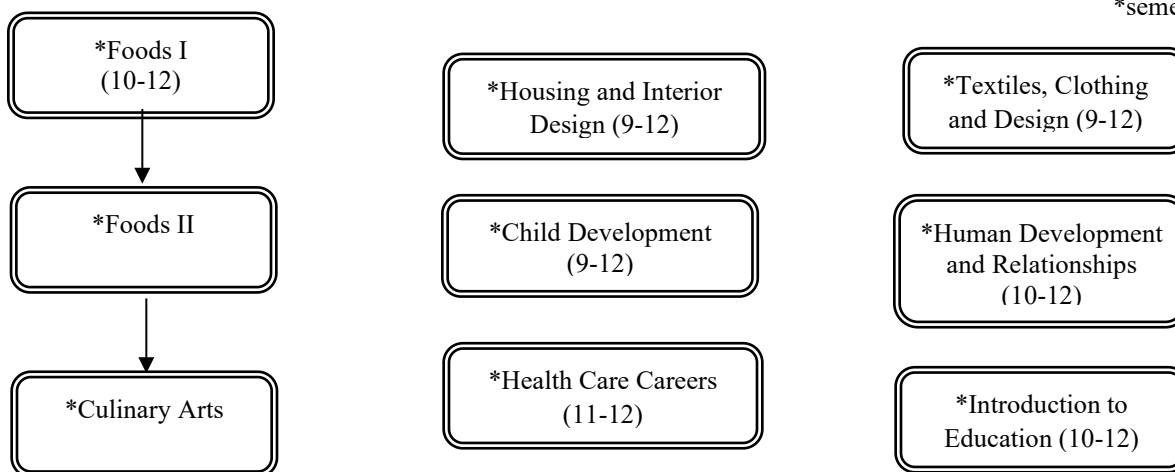 *Foods I
(10-12)
*Foods II
*Culinary Arts
*Housing and Interior
Design (9-12)
*Child Development
(9-12)
*Health Care Careers
(11-12)
*Textiles, Clothing
and Design (9-12)
*Human Development
and Relationships
(10-12)
*Introduction to
Education (10-12)